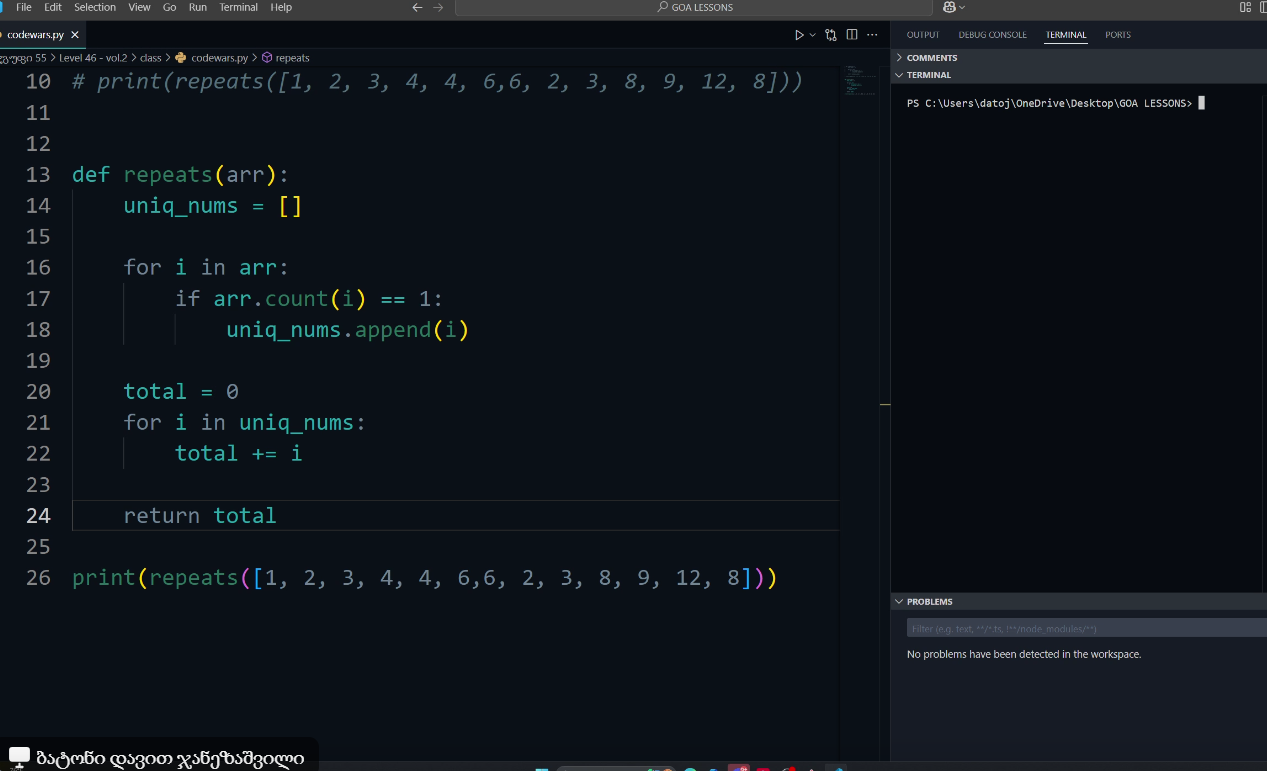 File Edit Selection View Go Run Terminal Help
GOA LESSONS
codewars.py
OUTPUT DEBUG CONSOLE TERMINAL PORTS
55 > Level 46 - vol.2 > class > codewars.py > repeats
COMMENTS
TERMINAL
PS C:\Users\datoj\OneDrive\Desktop\GOA LESSONS>
10 # print(repeats([1, 2, 3, 4, 4, 6,6, 2, 3, 8, 9, 12, 8]))
11
12
13 def repeats(arr):
14 uniq_nums = []
15
16 for i in arr:
17 if arr.count(i) == 1:
18 uniq_nums.append(i)
19
20 total = 0
21 for i in uniq_nums:
22 total += i
23
24 return total
25
26 print(repeats([1, 2, 3, 4, 4, 6,6, 2, 3, 8, 9, 12, 8]))
PROBLEMS
Filter (e.g. text, **/*.ts, !**/node_modules/**)
No problems have been detected in the workspace.
ბატონი დავით ჯანეზაშვილი